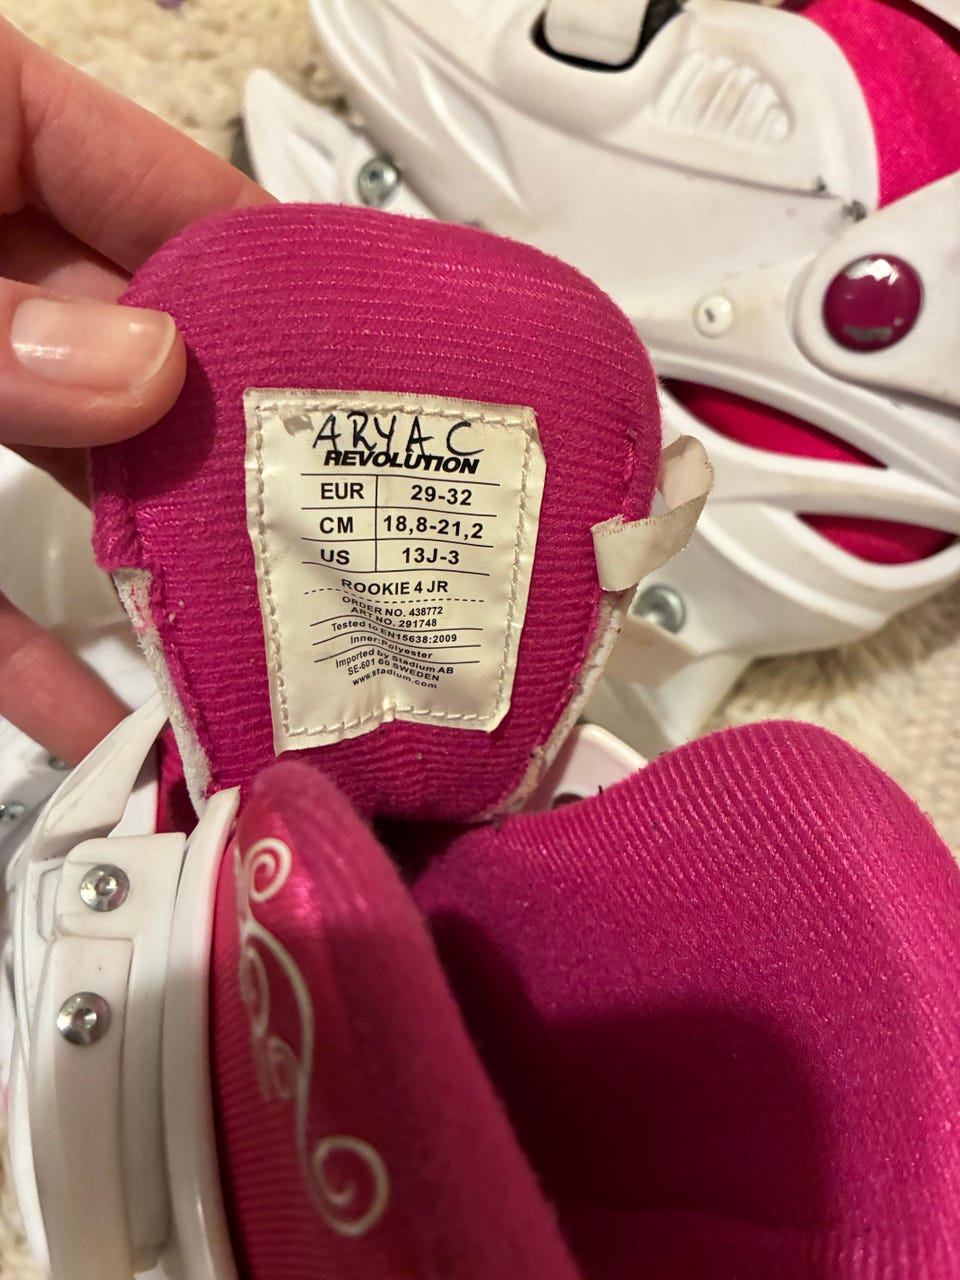 ARYA C
REVOLUTION
EUR 29-32
CM 18,8-21,2
US 13J-3
ROOKIE 4 JR
ORDER NO. 438772
ART NO. 291748
Tested to EN15638:2009
Inner:Polyester
Imported by Stadium AB
SE-601 60 SWEDEN
www.stadium.com